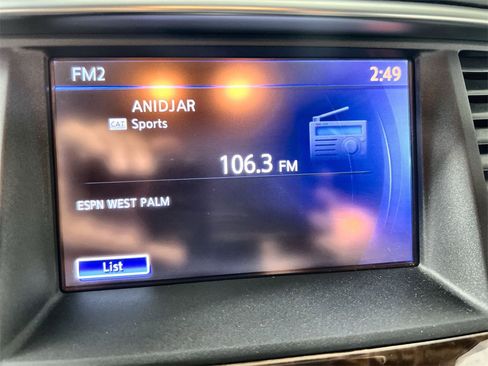 FM2 2:49
ANIDJAR
CAT Sports
106.3 FM
ESPN WEST PALM
List